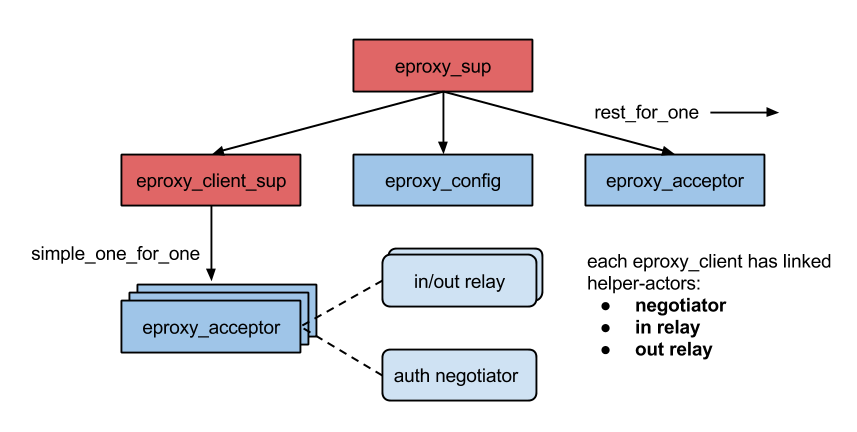 eproxy_sup
rest_for_one
eproxy_client_sup
eproxy_config
eproxy_acceptor
simple_one_for_one
in/out relay
eproxy_acceptor
auth negotiator
each eproxy_client has linked
helper-actors:
● negotiator
● in relay
● out relay